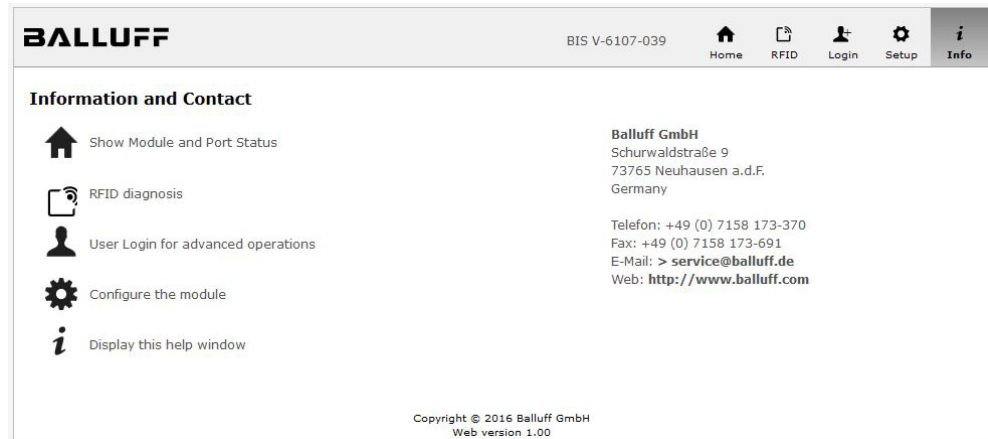 BALLUFF
BIS V-6107-039
Home
RFID
Login
Setup
Info
Information and Contact
Show Module and Port Status
RFID diagnosis
User Login for advanced operations
Configure the module
Display this help window
Balluff GmbH
Schurwaldstraße 9
73765 Neuhausen a.d.F.
Germany
Telefon: +49 (0) 7158 173-370
Fax: +49 (0) 7158 173-691
E-Mail: > service@balluff.de
Web: http://www.balluff.com
Copyright © 2016 Balluff GmbH
Web version 1.00